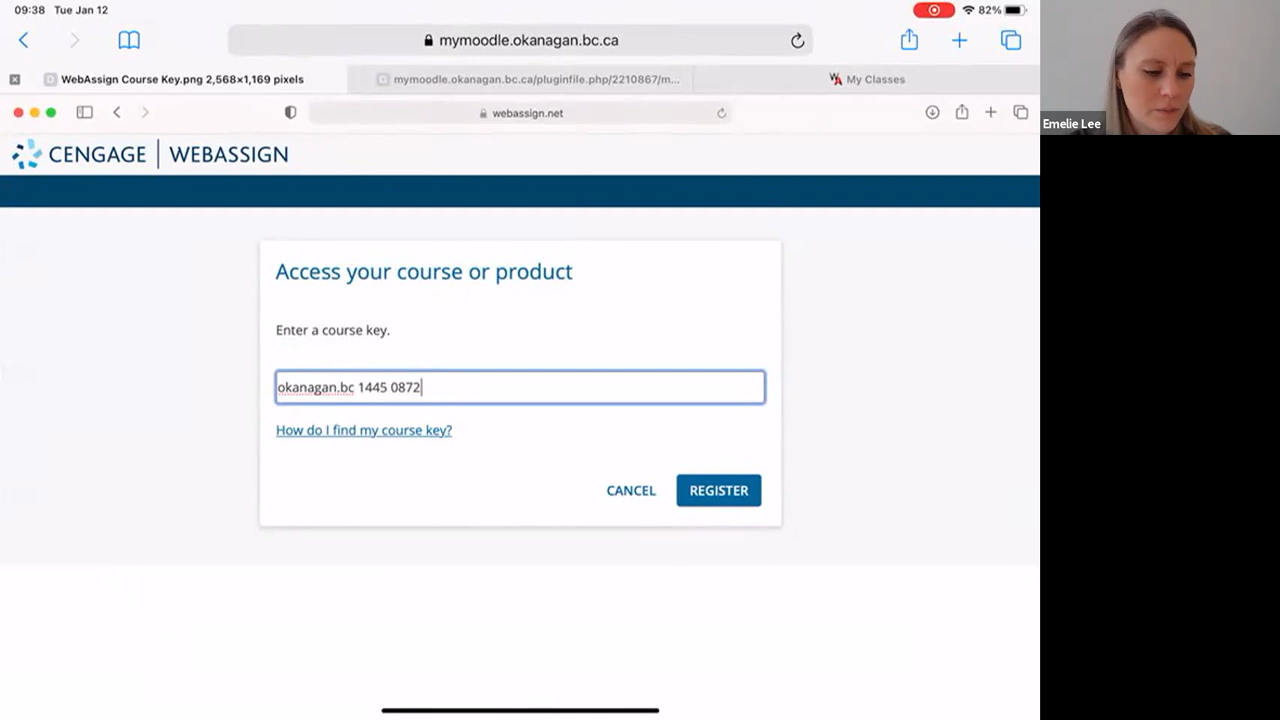 09:38 Tue Jan 12
82%
mymoodle.okanagan.bc.ca
WebAssign Course Key.png 2,568×1,169 pixels
mymoodle.okanagan.bc.ca/pluginfile.php/2210867/m...
My Classes
webassign.net
CENGAGE | WEBASSIGN
Access your course or product
Enter a course key.
okanagan.bc 1445 0872
How do I find my course key?
CANCEL
REGISTER
Emelie Lee